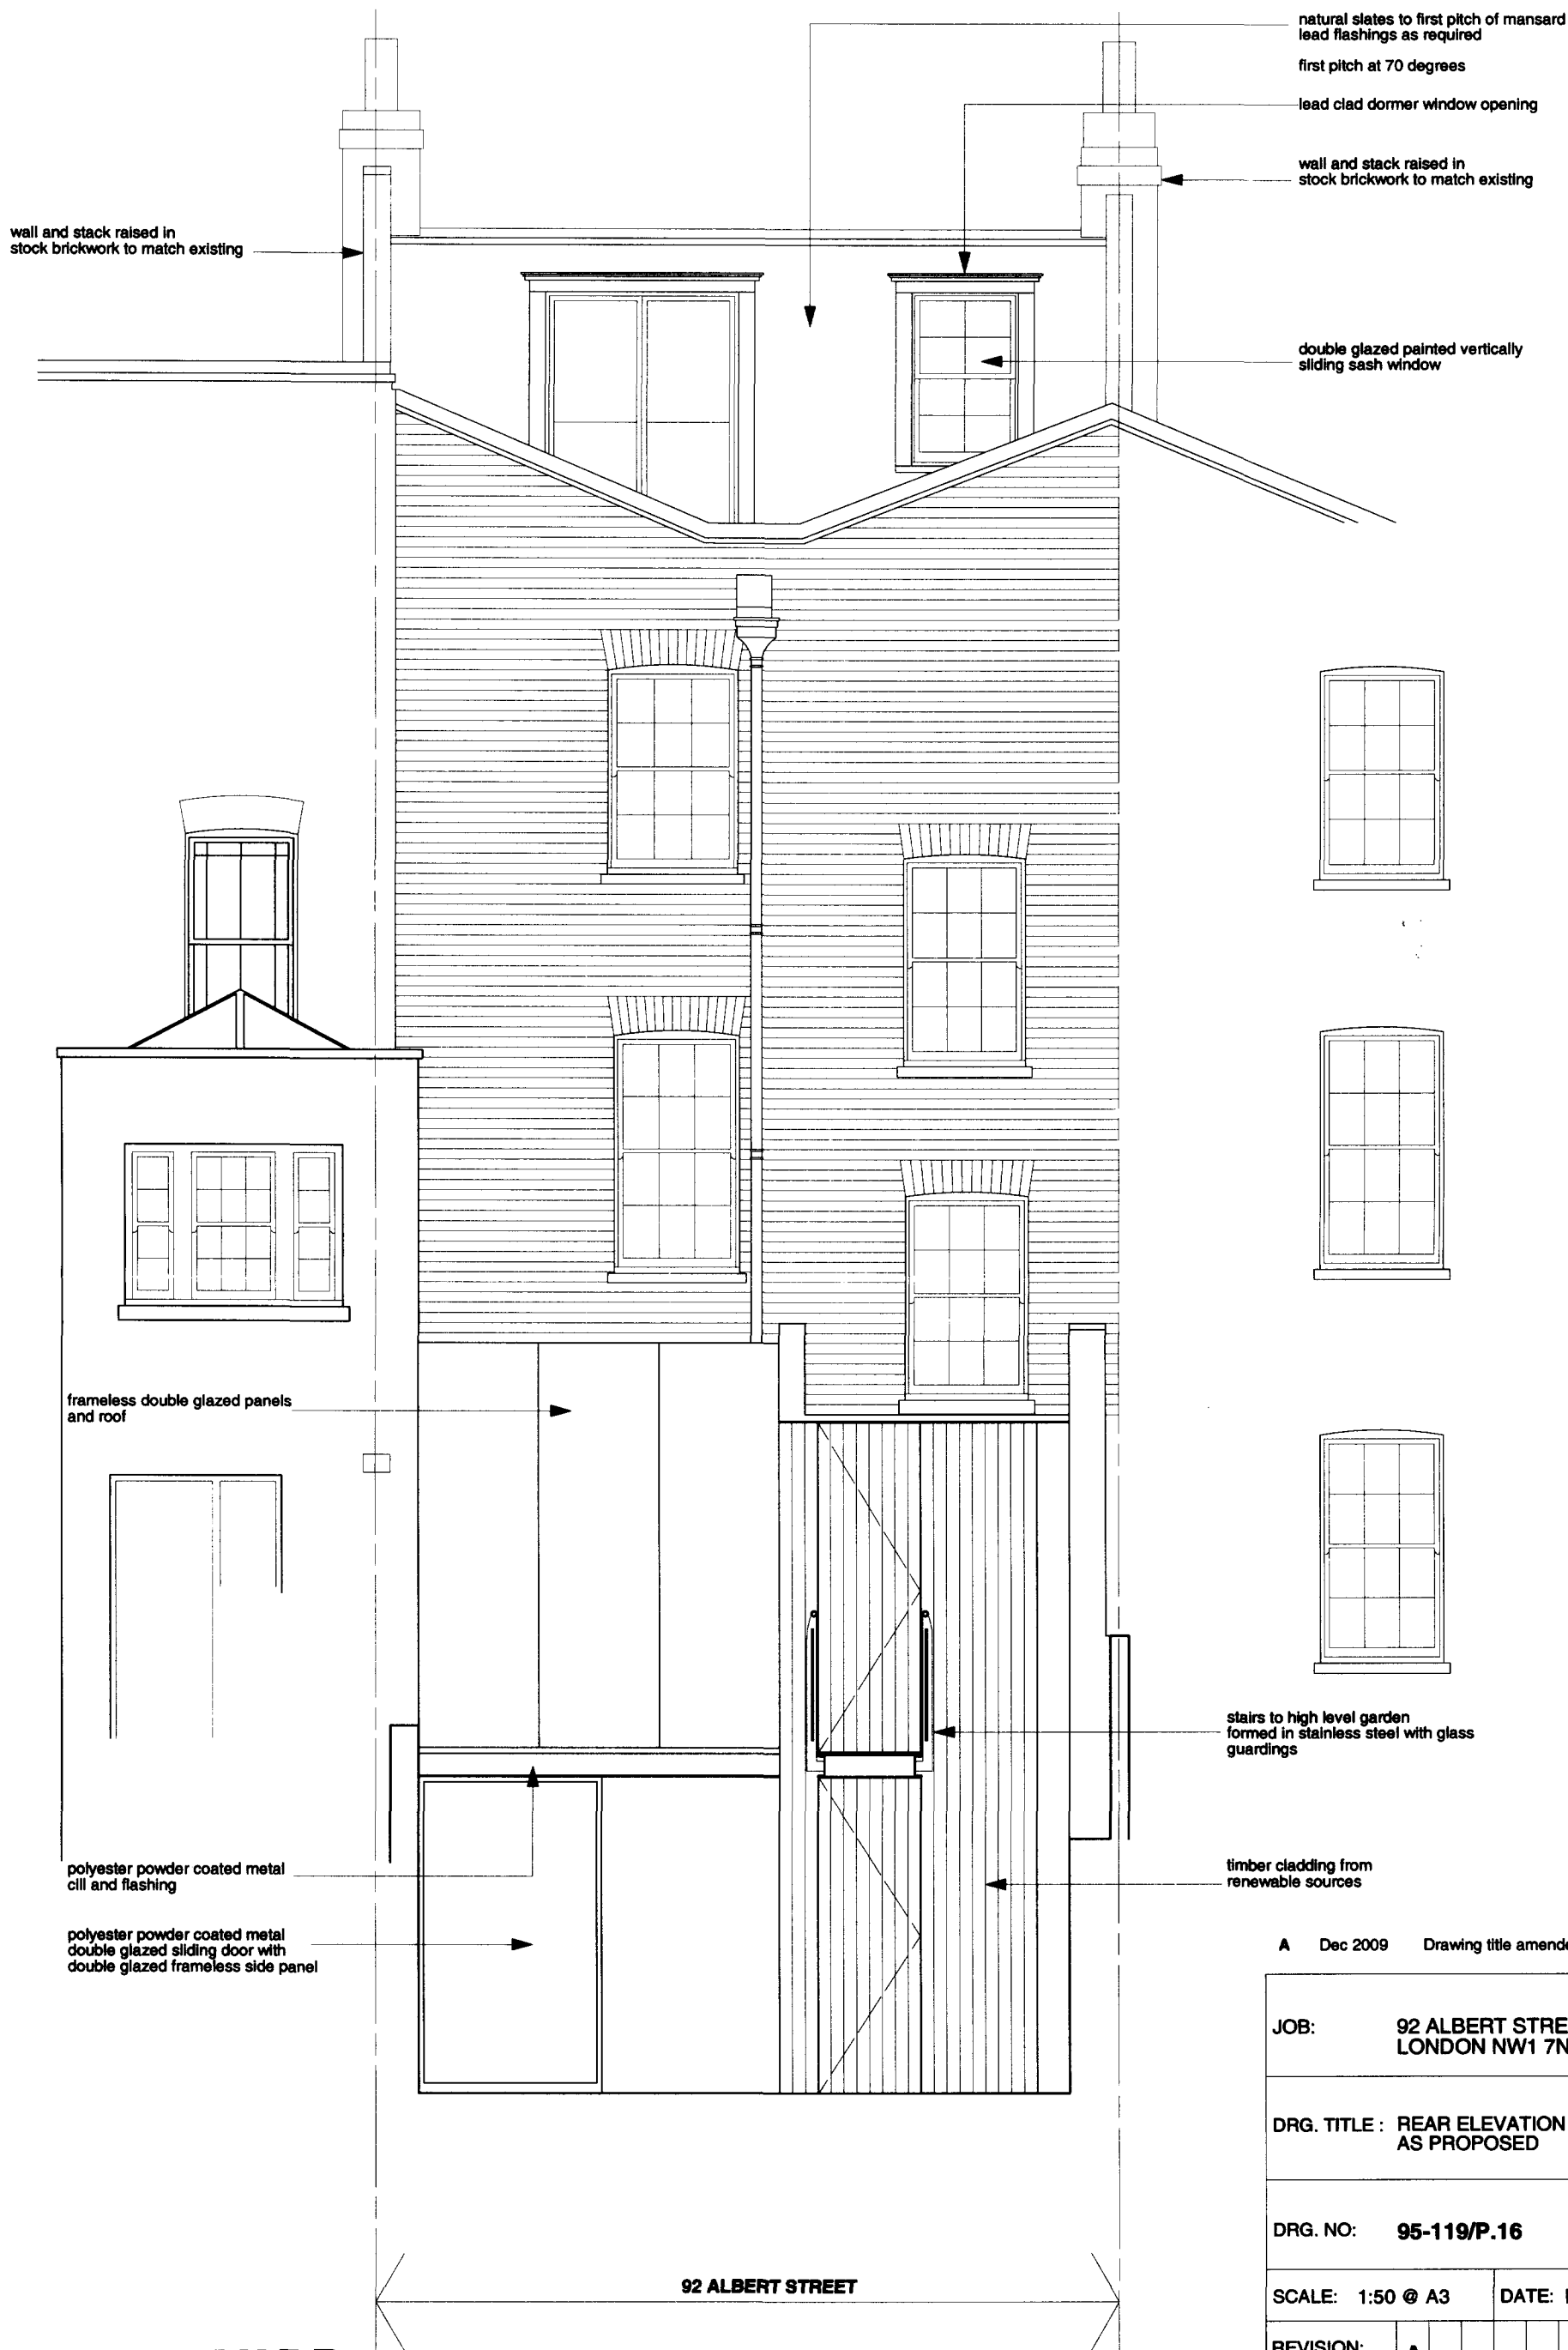 natural slates to first pitch of mansard
lead flashings as required
first pitch at 70 degrees
lead clad dormer window opening
wall and stack raised in
stock brickwork to match existing
wall and stack raised in
stock brickwork to match existing
double glazed painted vertically
sliding sash window
frameless double glazed panels
and roof
stairs to high level garden
formed in stainless steel with glass
guardings
polyester powder coated metal
cill and flashing
timber cladding from
renewable sources
polyester powder coated metal
double glazed sliding door with
double glazed frameless side panel
A Dec 2009 Drawing title amende
JOB: 92 ALBERT STRE
LONDON NW1 7N
DRG. TITLE : REAR ELEVATION
AS PROPOSED
DRG. NO: 95-119/P.16
92 ALBERT STREET
SCALE: 1:50 @ A3 DATE:
REVISION: A